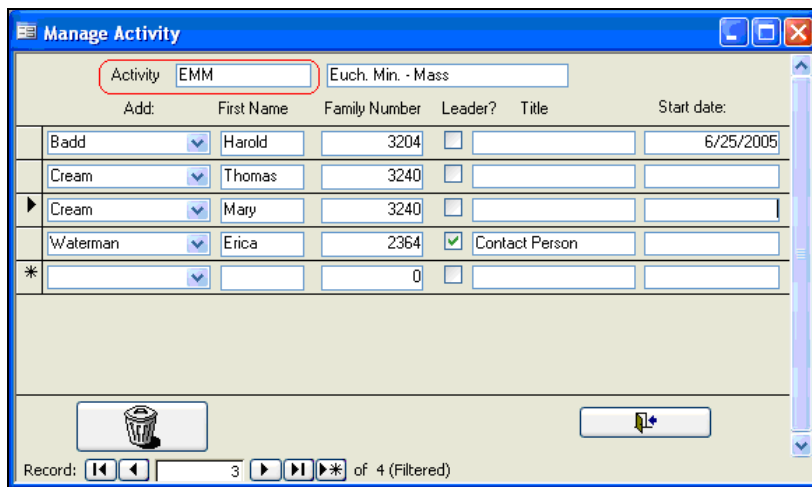 Manage Activity
Activity EMM Euch. Min. - Mass
Add: First Name Family Number Leader? Title Start date:
Badd Harold 3204 6/25/2005
Cream Thomas 3240
Cream Mary 3240
Waterman Erica 2364 Contact Person
0
Record: 3 of 4 (Filtered)